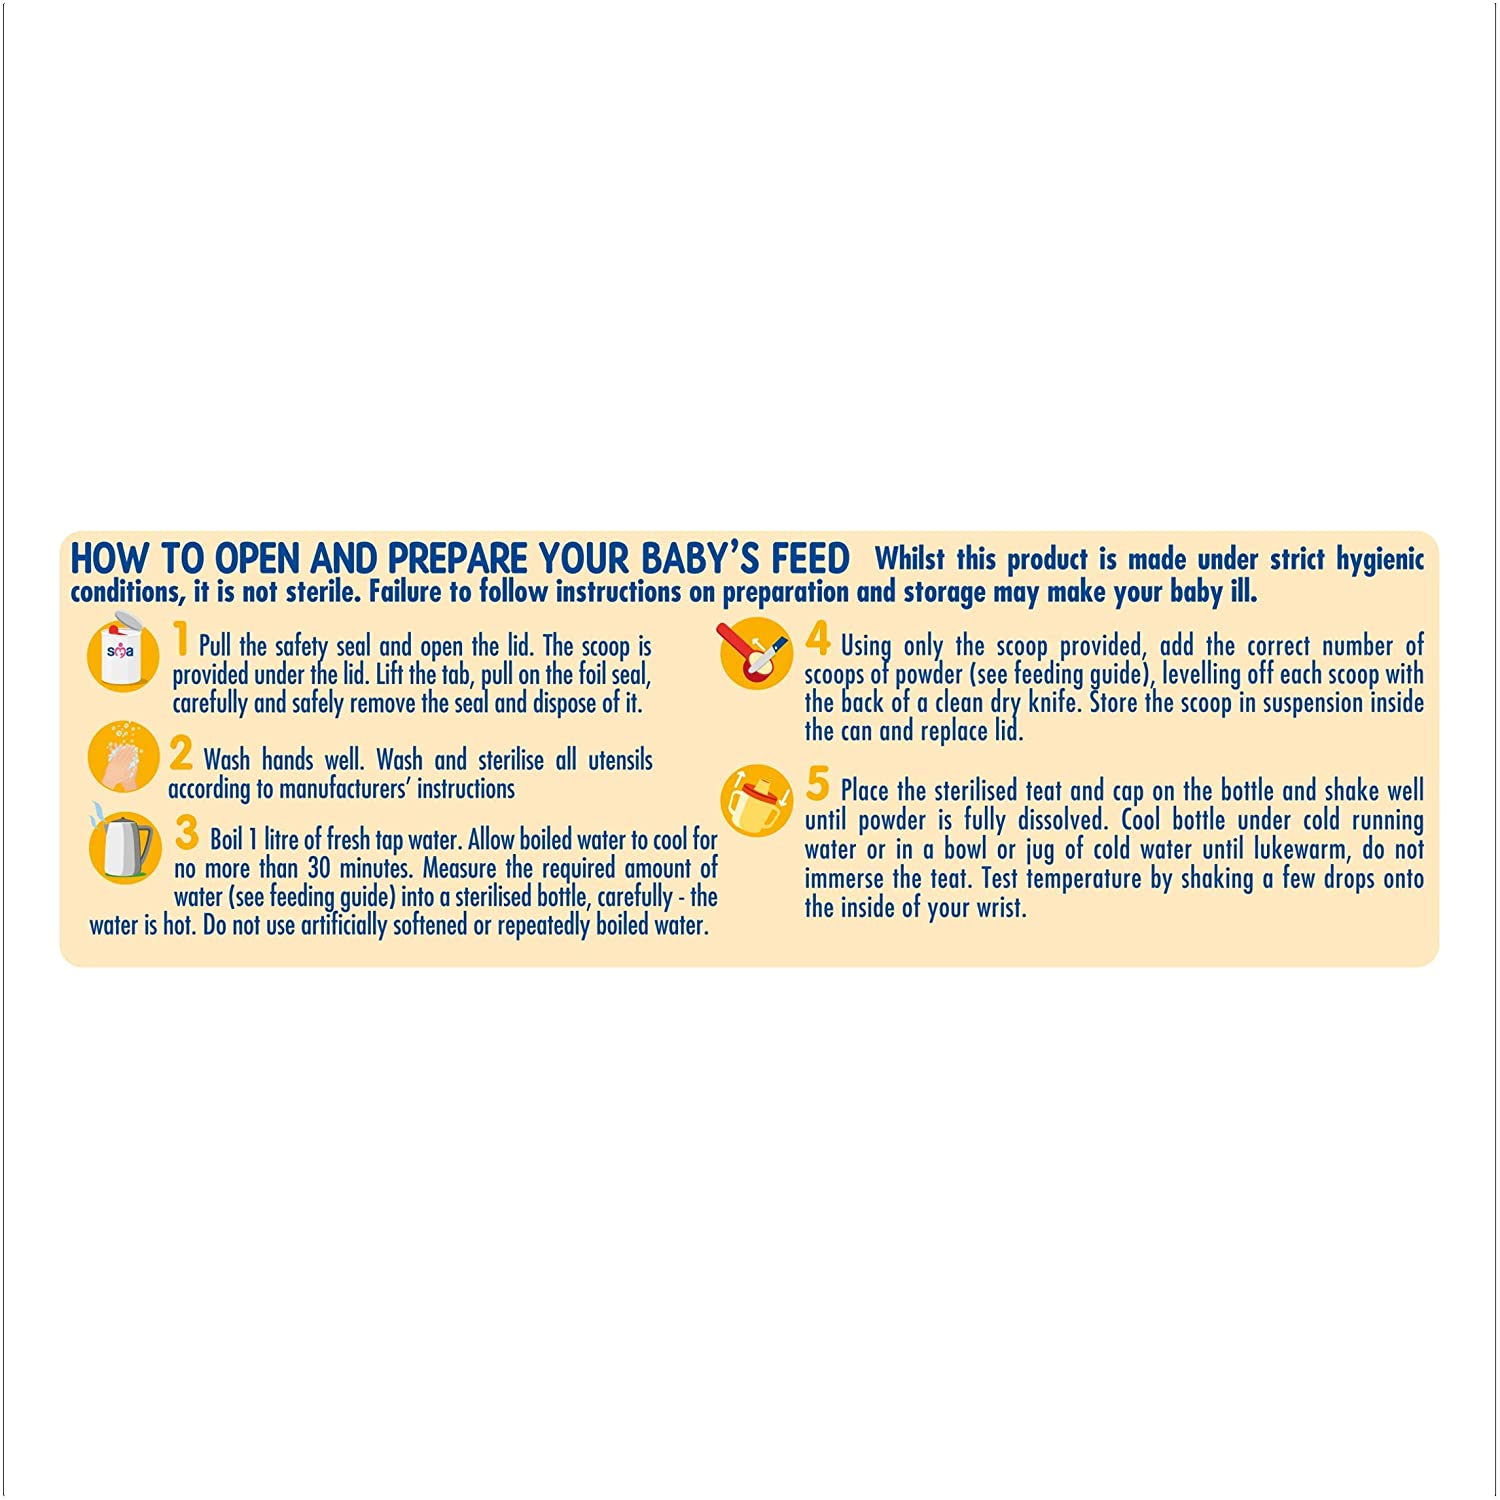 HOW TO OPEN AND PREPARE YOUR BABY'S FEED Whilst this product is made under strict hygienic
conditions, it is not sterile. Failure to follow instructions on preparation and storage may make your baby ill.
sma
1 Pull the safety seal and open the lid. The scoop is
provided under the lid. Lift the tab, pull on the foil seal,
carefully and safely remove the seal and dispose of it.
2 Wash hands well. Wash and sterilise all utensils
according to manufacturers' instructions
3 Boil 1 litre of fresh tap water. Allow boiled water to cool for
no more than 30 minutes. Measure the required amount of
water (see feeding guide) into a sterilised bottle, carefully - the
water is hot. Do not use artificially softened or repeatedly boiled water.
4 Using only the scoop provided, add the correct number of
scoops of powder (see feeding guide), levelling off each scoop with
the back of a clean dry knife. Store the scoop in suspension inside
the can and replace lid.
5 Place the sterilised teat and cap on the bottle and shake well
until powder is fully dissolved. Cool bottle under cold running
water or in a bowl or jug of cold water until lukewarm, do not
immerse the teat. Test temperature by shaking a few drops onto
the inside of your wrist.